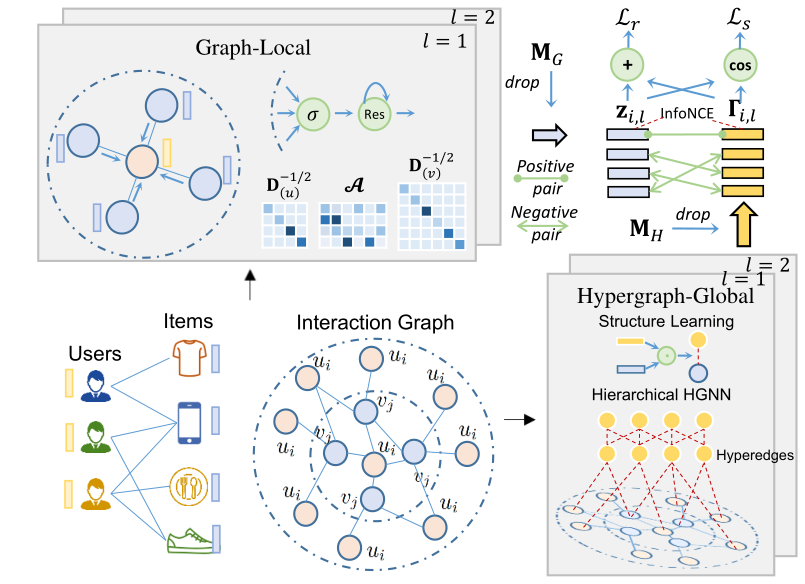 l = 2
l = 1
Graph-Local
σ
Res
D_{(u)}^{-1/2}
𝓐
D_{(v)}^{-1/2}
ℒ_r
ℒ_s
M_G
drop
+
cos
z_{i,l}
InfoNCE
Γ_{i,l}
Positive
pair
Negative
pair
M_H
drop
l = 2
l = 1
Hypergraph-Global
Structure Learning
Hierarchical HGNN
Hyperedges
Items
Users
Interaction Graph
u_i
u_i
u_i
v_j
u_i
v_j
u_i
u_i
v_j
v_j
u_i
u_i
u_i
u_i